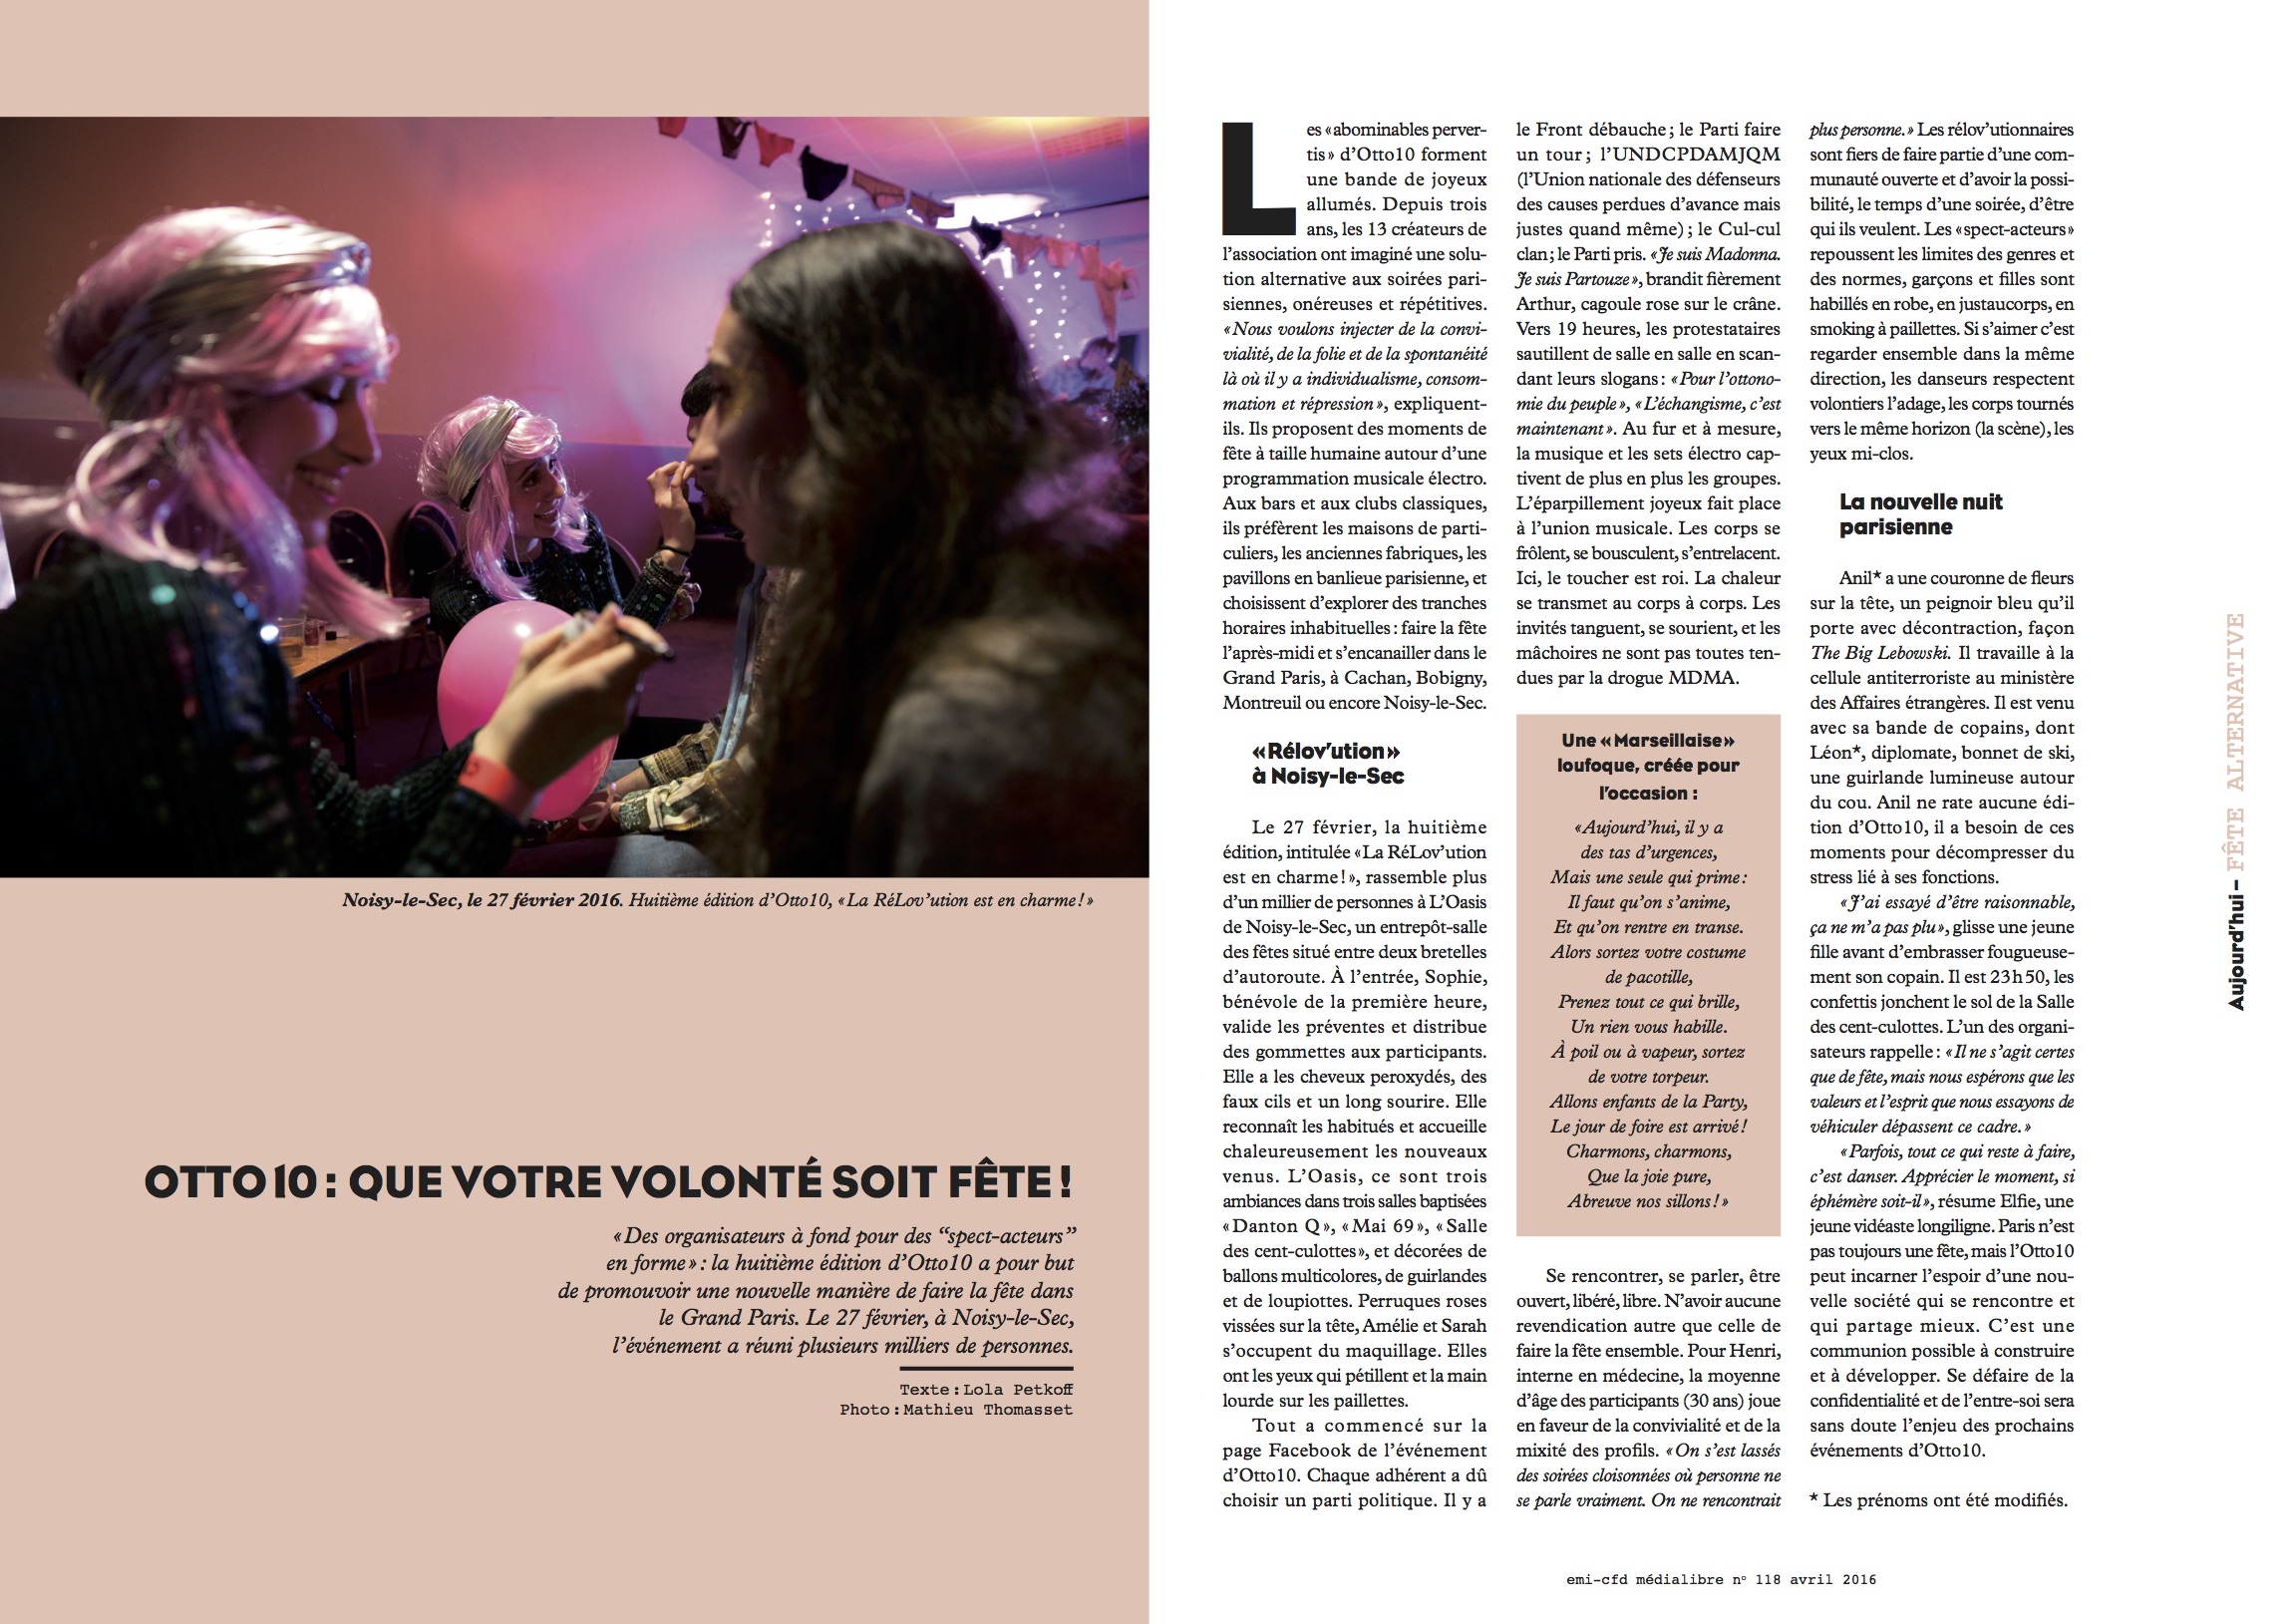 Noisy-le-Sec, le 27 février 2016. Huitième édition d'Otto10, « La RéLov'ution est en charme ! »
OTTO 10 : QUE VOTRE VOLONTÉ SOIT FÊTE !
« Des organisateurs à fond pour des “spect-acteurs”
en forme » : la huitième édition d'Otto10 a pour but
de promouvoir une nouvelle manière de faire la fête dans
le Grand Paris. Le 27 février, à Noisy-le-Sec,
l'événement a réuni plusieurs milliers de personnes.
Texte : Lola Petkoff
Photo : Mathieu Thomasset
Les « abominables perver-
tis » d'Otto10 forment
une bande de joyeux
allumés. Depuis trois
ans, les 13 créateurs de
l'association ont imaginé une solu-
tion alternative aux soirées pari-
siennes, onéreuses et répétitives.
« Nous voulons injecter de la convi-
vialité, de la folie et de la spontanéité
là où il y a individualisme, consom-
mation et répression », expliquent-
ils. Ils proposent des moments de
fête à taille humaine autour d'une
programmation musicale électro.
Aux bars et aux clubs classiques,
ils préfèrent les maisons de parti-
culiers, les anciennes fabriques, les
pavillons en banlieue parisienne, et
choisissent d'explorer des tranches
horaires inhabituelles : faire la fête
l'après-midi et s'encanailler dans le
Grand Paris, à Cachan, Bobigny,
Montreuil ou encore Noisy-le-Sec.
« Rélov'ution »
à Noisy-le-Sec
Le 27 février, la huitième
édition, intitulée « La RéLov'ution
est en charme ! », rassemble plus
d'un millier de personnes à L'Oasis
de Noisy-le-Sec, un entrepôt-salle
des fêtes situé entre deux bretelles
d'autoroute. À l'entrée, Sophie,
bénévole de la première heure,
valide les préventes et distribue
des gommettes aux participants.
Elle a les cheveux peroxydés, des
faux cils et un long sourire. Elle
reconnaît les habitués et accueille
chaleureusement les nouveaux
venus. L'Oasis, ce sont trois
ambiances dans trois salles baptisées
« Danton Q », « Mai 69 », « Salle
des cent-culottes », et décorées de
ballons multicolores, de guirlandes
et de loupiottes. Perruques roses
vissées sur la tête, Amélie et Sarah
s'occupent du maquillage. Elles
ont les yeux qui pétillent et la main
lourde sur les paillettes.
Tout a commencé sur la
page Facebook de l'événement
d'Otto10. Chaque adhérent a dû
choisir un parti politique. Il y a
le Front débauche ; le Parti faire
un tour ; l'UNDCPDAMJQM
(l'Union nationale des défenseurs
des causes perdues d'avance mais
justes quand même) ; le Cul-cul
clan ; le Parti pris. « Je suis Madonna.
Je suis Partouze », brandit fièrement
Arthur, cagoule rose sur le crâne.
Vers 19 heures, les protestataires
sautillent de salle en salle en scan-
dant leurs slogans : « Pour l'ottono-
mie du peuple », « L'échangisme, c'est
maintenant ». Au fur et à mesure,
la musique et les sets électro cap-
tivent de plus en plus les groupes.
L'éparpillement joyeux fait place
à l'union musicale. Les corps se
frôlent, se bousculent, s'entrelacent.
Ici, le toucher est roi. La chaleur
se transmet au corps à corps. Les
invités tanguent, se sourient, et les
mâchoires ne sont pas toutes ten-
dues par la drogue MDMA.
Une « Marseillaise »
loufoque, créée pour
l'occasion :
« Aujourd'hui, il y a
des tas d'urgences,
Mais une seule qui prime :
Il faut qu'on s'anime,
Et qu'on rentre en transe.
Alors sortez votre costume
de pacotille,
Prenez tout ce qui brille,
Un rien vous habille.
À poil ou à vapeur, sortez
de votre torpeur.
Allons enfants de la Party,
Le jour de foire est arrivé !
Charmons, charmons,
Que la joie pure,
Abreuve nos sillons ! »
Se rencontrer, se parler, être
ouvert, libéré, libre. N'avoir aucune
revendication autre que celle de
faire la fête ensemble. Pour Henri,
interne en médecine, la moyenne
d'âge des participants (30 ans) joue
en faveur de la convivialité et de la
mixité des profils. « On s'est lassés
des soirées cloisonnées où personne ne
se parle vraiment. On ne rencontrait
plus personne. » Les rélov'utionnaires
sont fiers de faire partie d'une com-
munauté ouverte et d'avoir la possi-
bilité, le temps d'une soirée, d'être
qui ils veulent. Les « spect-acteurs »
repoussent les limites des genres et
des normes, garçons et filles sont
habillés en robe, en justaucorps, en
smoking à paillettes. Si s'aimer c'est
regarder ensemble dans la même
direction, les danseurs respectent
volontiers l'adage, les corps tournés
vers le même horizon (la scène), les
yeux mi-clos.
La nouvelle nuit
parisienne
Anil* a une couronne de fleurs
sur la tête, un peignoir bleu qu'il
porte avec décontraction, façon
The Big Lebowski. Il travaille à la
cellule antiterroriste au ministère
des Affaires étrangères. Il est venu
avec sa bande de copains, dont
Léon*, diplomate, bonnet de ski,
une guirlande lumineuse autour
du cou. Anil ne rate aucune édi-
tion d'Otto10, il a besoin de ces
moments pour décompresser du
stress lié à ses fonctions.
« J'ai essayé d'être raisonnable,
ça ne m'a pas plu », glisse une jeune
fille avant d'embrasser fougueuse-
ment son copain. Il est 23 h 50, les
confettis jonchent le sol de la Salle
des cent-culottes. L'un des organi-
sateurs rappelle : « Il ne s'agit certes
que de fête, mais nous espérons que les
valeurs et l'esprit que nous essayons de
véhiculer dépassent ce cadre. »
« Parfois, tout ce qui reste à faire,
c'est danser. Apprécier le moment, si
éphémère soit-il », résume Elfie, une
jeune vidéaste longiligne. Paris n'est
pas toujours une fête, mais l'Otto10
peut incarner l'espoir d'une nou-
velle société qui se rencontre et
qui partage mieux. C'est une
communion possible à construire
et à développer. Se défaire de la
confidentialité et de l'entre-soi sera
sans doute l'enjeu des prochains
événements d'Otto10.
* Les prénoms ont été modifiés.
Aujourd'hui – FÊTE ALTERNATIVE
emi-cfd médialibre n° 118 avril 2016